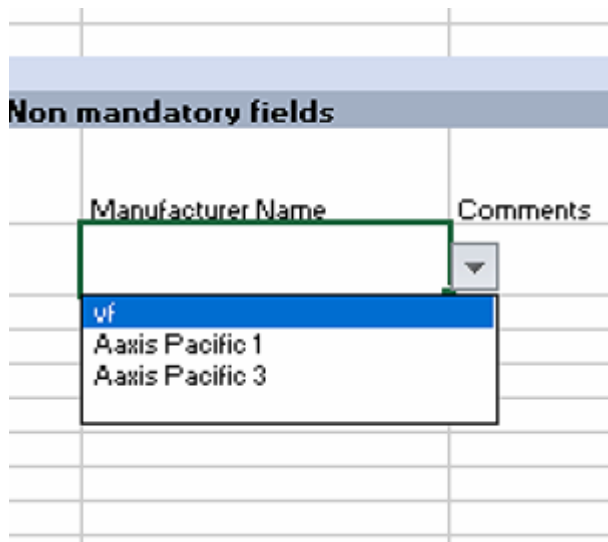 Non mandatory fields
Manufacturer Name
Comments
vf
Aaxis Pacific 1
Aaxis Pacific 3